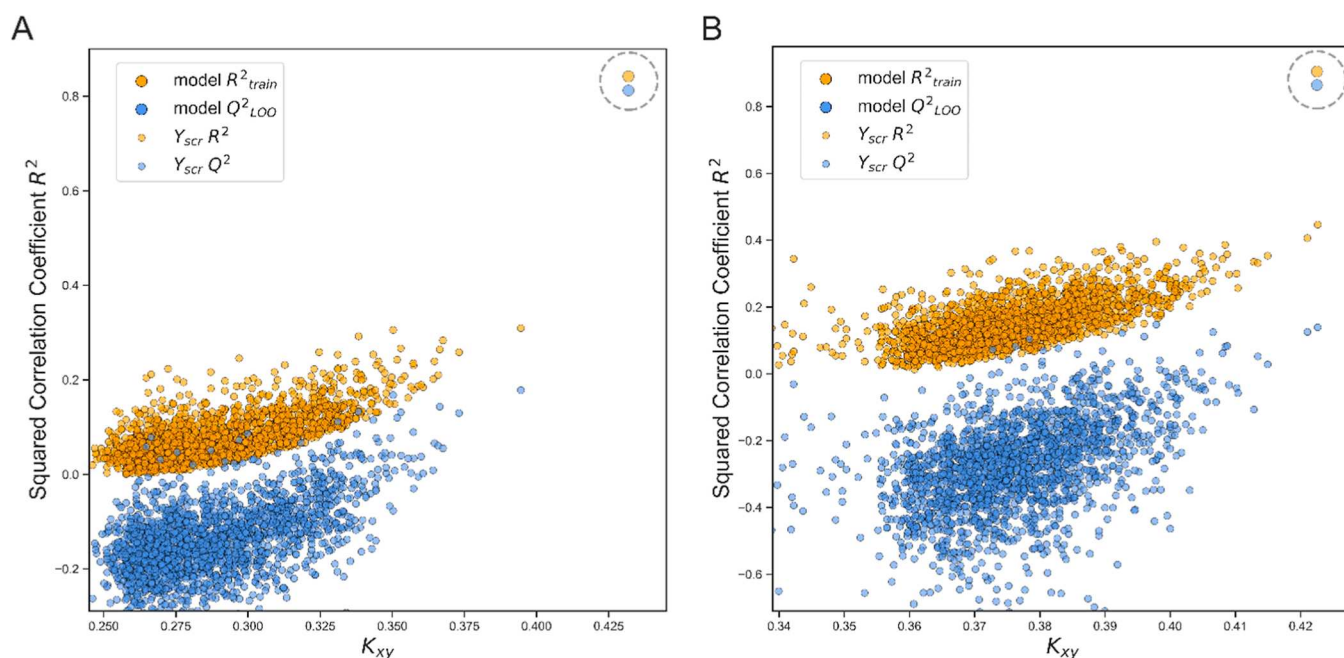 A
model R²train
model Q²LOO
Yscr R²
Yscr Q²
Squared Correlation Coefficient R²
0.8
0.6
0.4
0.2
0.0
−0.2
0.250
0.275
0.300
0.325
0.350
0.375
0.400
0.425
Kxy
B
model R²train
model Q²LOO
Yscr R²
Yscr Q²
Squared Correlation Coefficient R²
0.8
0.6
0.4
0.2
0.0
−0.2
−0.4
−0.6
0.34
0.35
0.36
0.37
0.38
0.39
0.40
0.41
0.42
Kxy